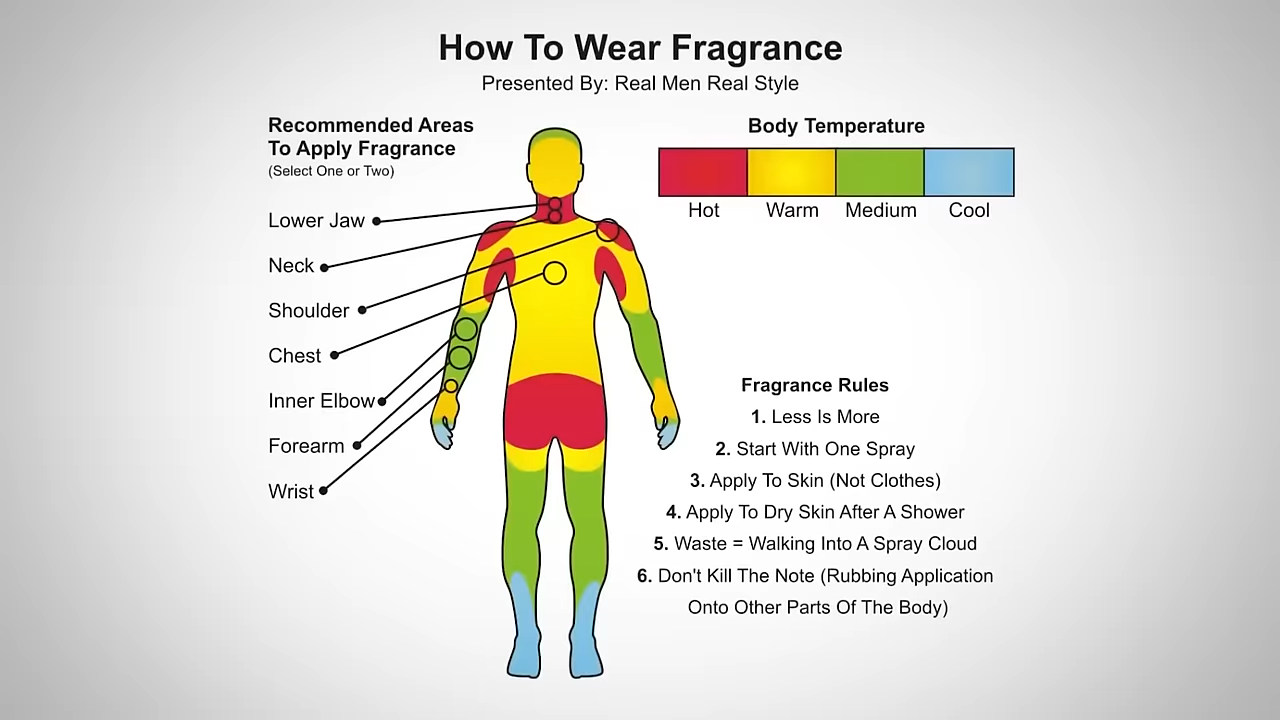 How To Wear Fragrance
Presented By: Real Men Real Style
Recommended Areas
To Apply Fragrance
(Select One or Two)
Lower Jaw
Neck
Shoulder
Chest
Inner Elbow
Forearm
Wrist
Body Temperature
Hot
Warm
Medium
Cool
Fragrance Rules
1. Less Is More
2. Start With One Spray
3. Apply To Skin (Not Clothes)
4. Apply To Dry Skin After A Shower
5. Waste = Walking Into A Spray Cloud
6. Don't Kill The Note (Rubbing Application
Onto Other Parts Of The Body)